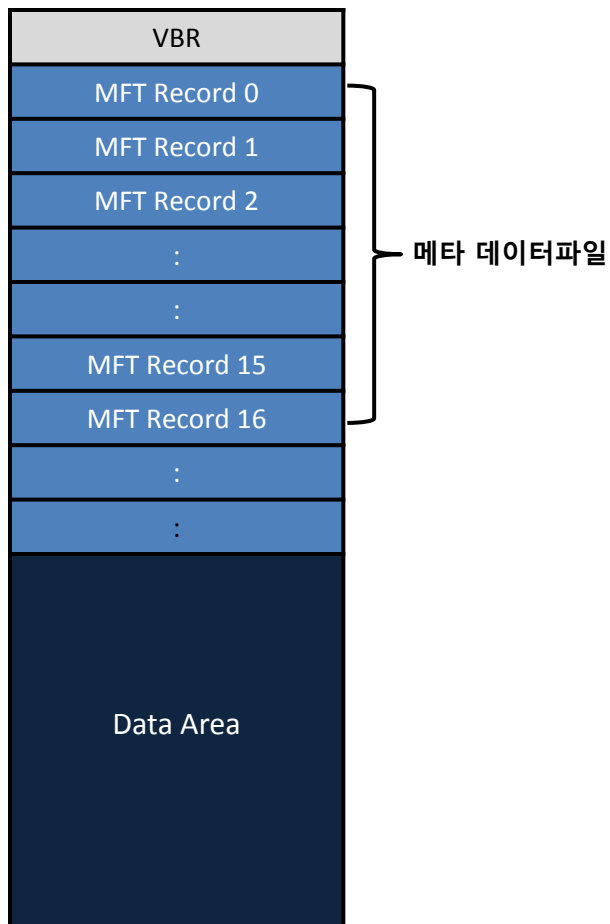 VBR
MFT Record 0
MFT Record 1
MFT Record 2
:
:
MFT Record 15
MFT Record 16
:
:
Data Area
메타 데이터파일